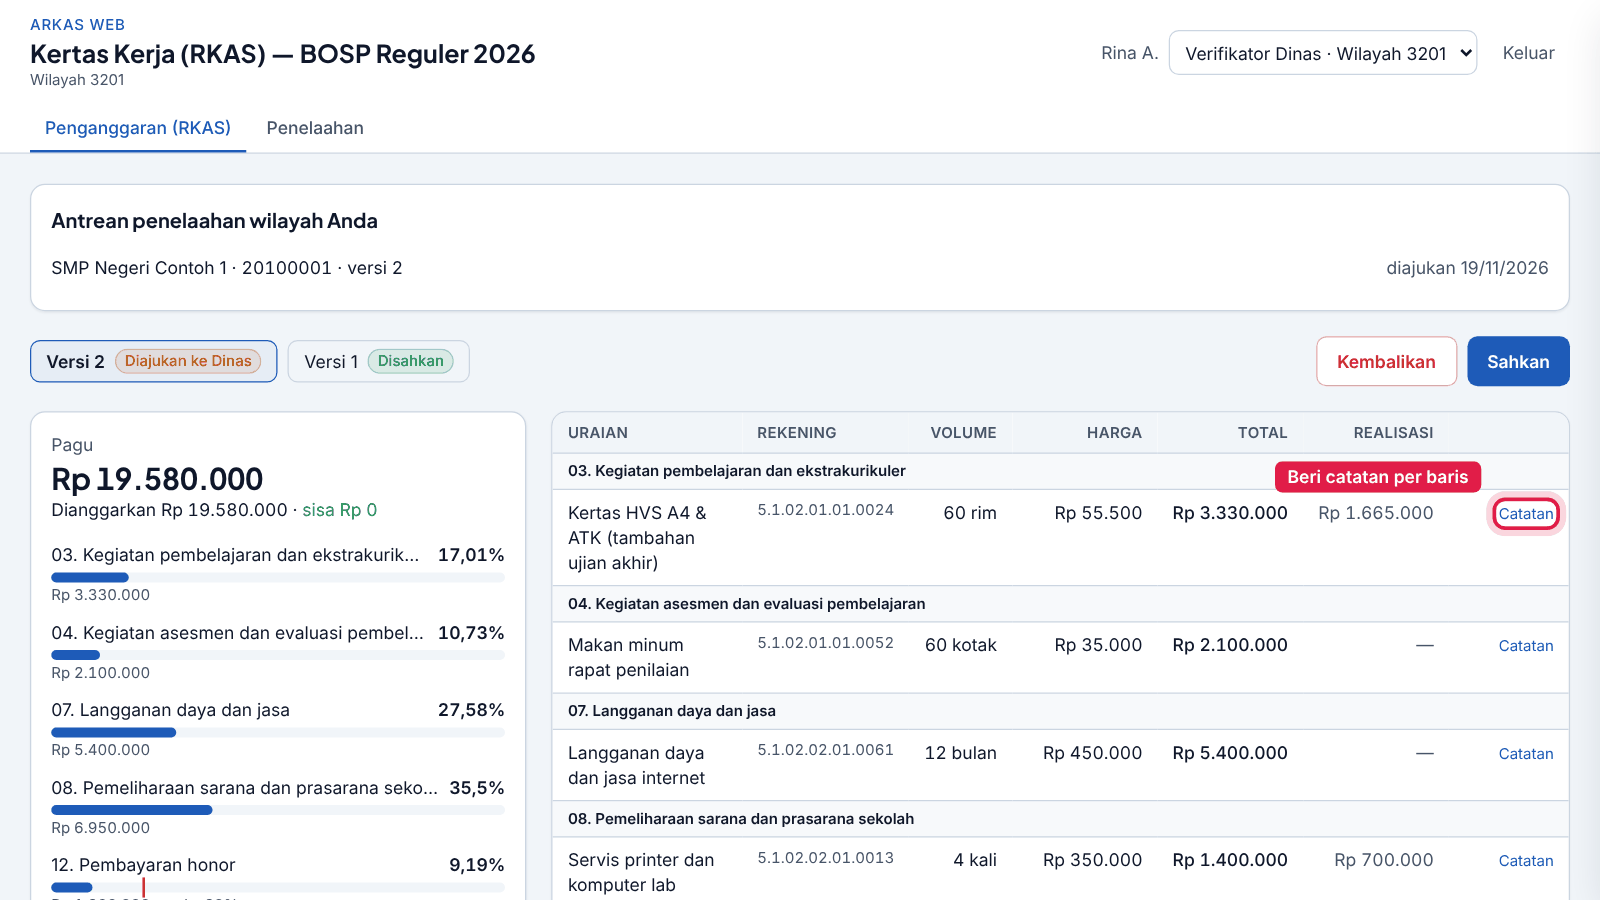 ARKAS WEB
Kertas Kerja (RKAS) — BOSP Reguler 2026
Wilayah 3201
Rina A.
Verifikator Dinas · Wilayah 3201
Keluar
Penganggaran (RKAS)
Penelaahan
Antrean penelaahan wilayah Anda
SMP Negeri Contoh 1 · 20100001 · versi 2
diajukan 19/11/2026
Versi 2 Diajukan ke Dinas
Versi 1 Disahkan
Kembalikan
Sahkan
Pagu
Rp 19.580.000
Dianggarkan Rp 19.580.000 · sisa Rp 0
03. Kegiatan pembelajaran dan ekstrakurik... 17,01%
Rp 3.330.000
04. Kegiatan asesmen dan evaluasi pembel... 10,73%
Rp 2.100.000
07. Langganan daya dan jasa 27,58%
Rp 5.400.000
08. Pemeliharaan sarana dan prasarana seko... 35,5%
Rp 6.950.000
12. Pembayaran honor 9,19%
URAIAN REKENING VOLUME HARGA TOTAL REALISASI
03. Kegiatan pembelajaran dan ekstrakurikuler
Beri catatan per baris
Kertas HVS A4 & 5.1.02.01.01.0024 60 rim Rp 55.500 Rp 3.330.000 Rp 1.665.000 Catatan
ATK (tambahan
ujian akhir)
04. Kegiatan asesmen dan evaluasi pembelajaran
Makan minum 5.1.02.01.01.0052 60 kotak Rp 35.000 Rp 2.100.000 — Catatan
rapat penilaian
07. Langganan daya dan jasa
Langganan daya 5.1.02.02.01.0061 12 bulan Rp 450.000 Rp 5.400.000 — Catatan
dan jasa internet
08. Pemeliharaan sarana dan prasarana sekolah
Servis printer dan 5.1.02.02.01.0013 4 kali Rp 350.000 Rp 1.400.000 Rp 700.000 Catatan
komputer lab